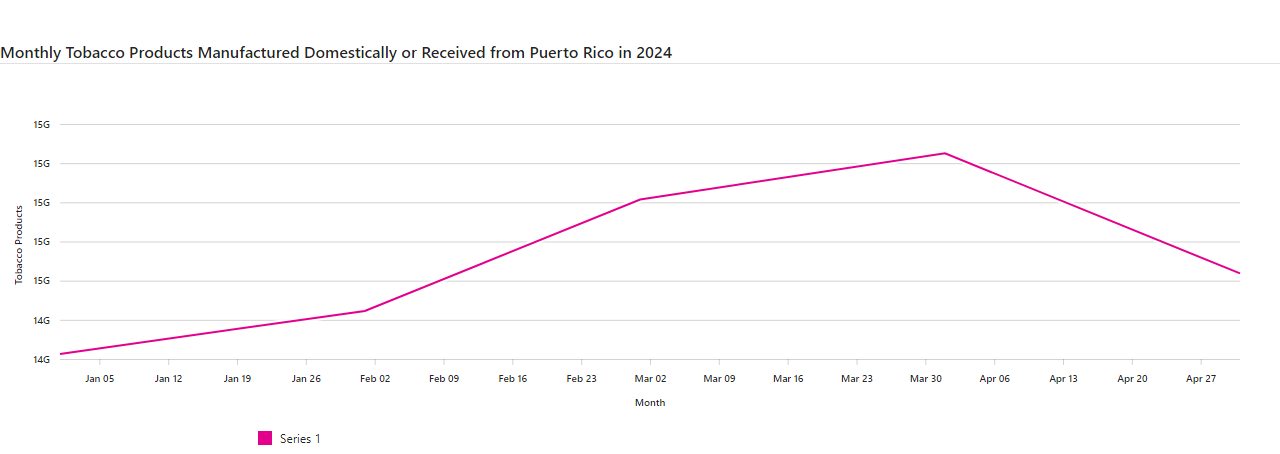 Monthly Tobacco Products Manufactured Domestically or Received from Puerto Rico in 2024
15G
15G
15G
15G
15G
14G
14G
Tobacco Products
Jan 05 Jan 12 Jan 19 Jan 26 Feb 02 Feb 09 Feb 16 Feb 23 Mar 02 Mar 09 Mar 16 Mar 23 Mar 30 Apr 06 Apr 13 Apr 20 Apr 27
Month
Series 1